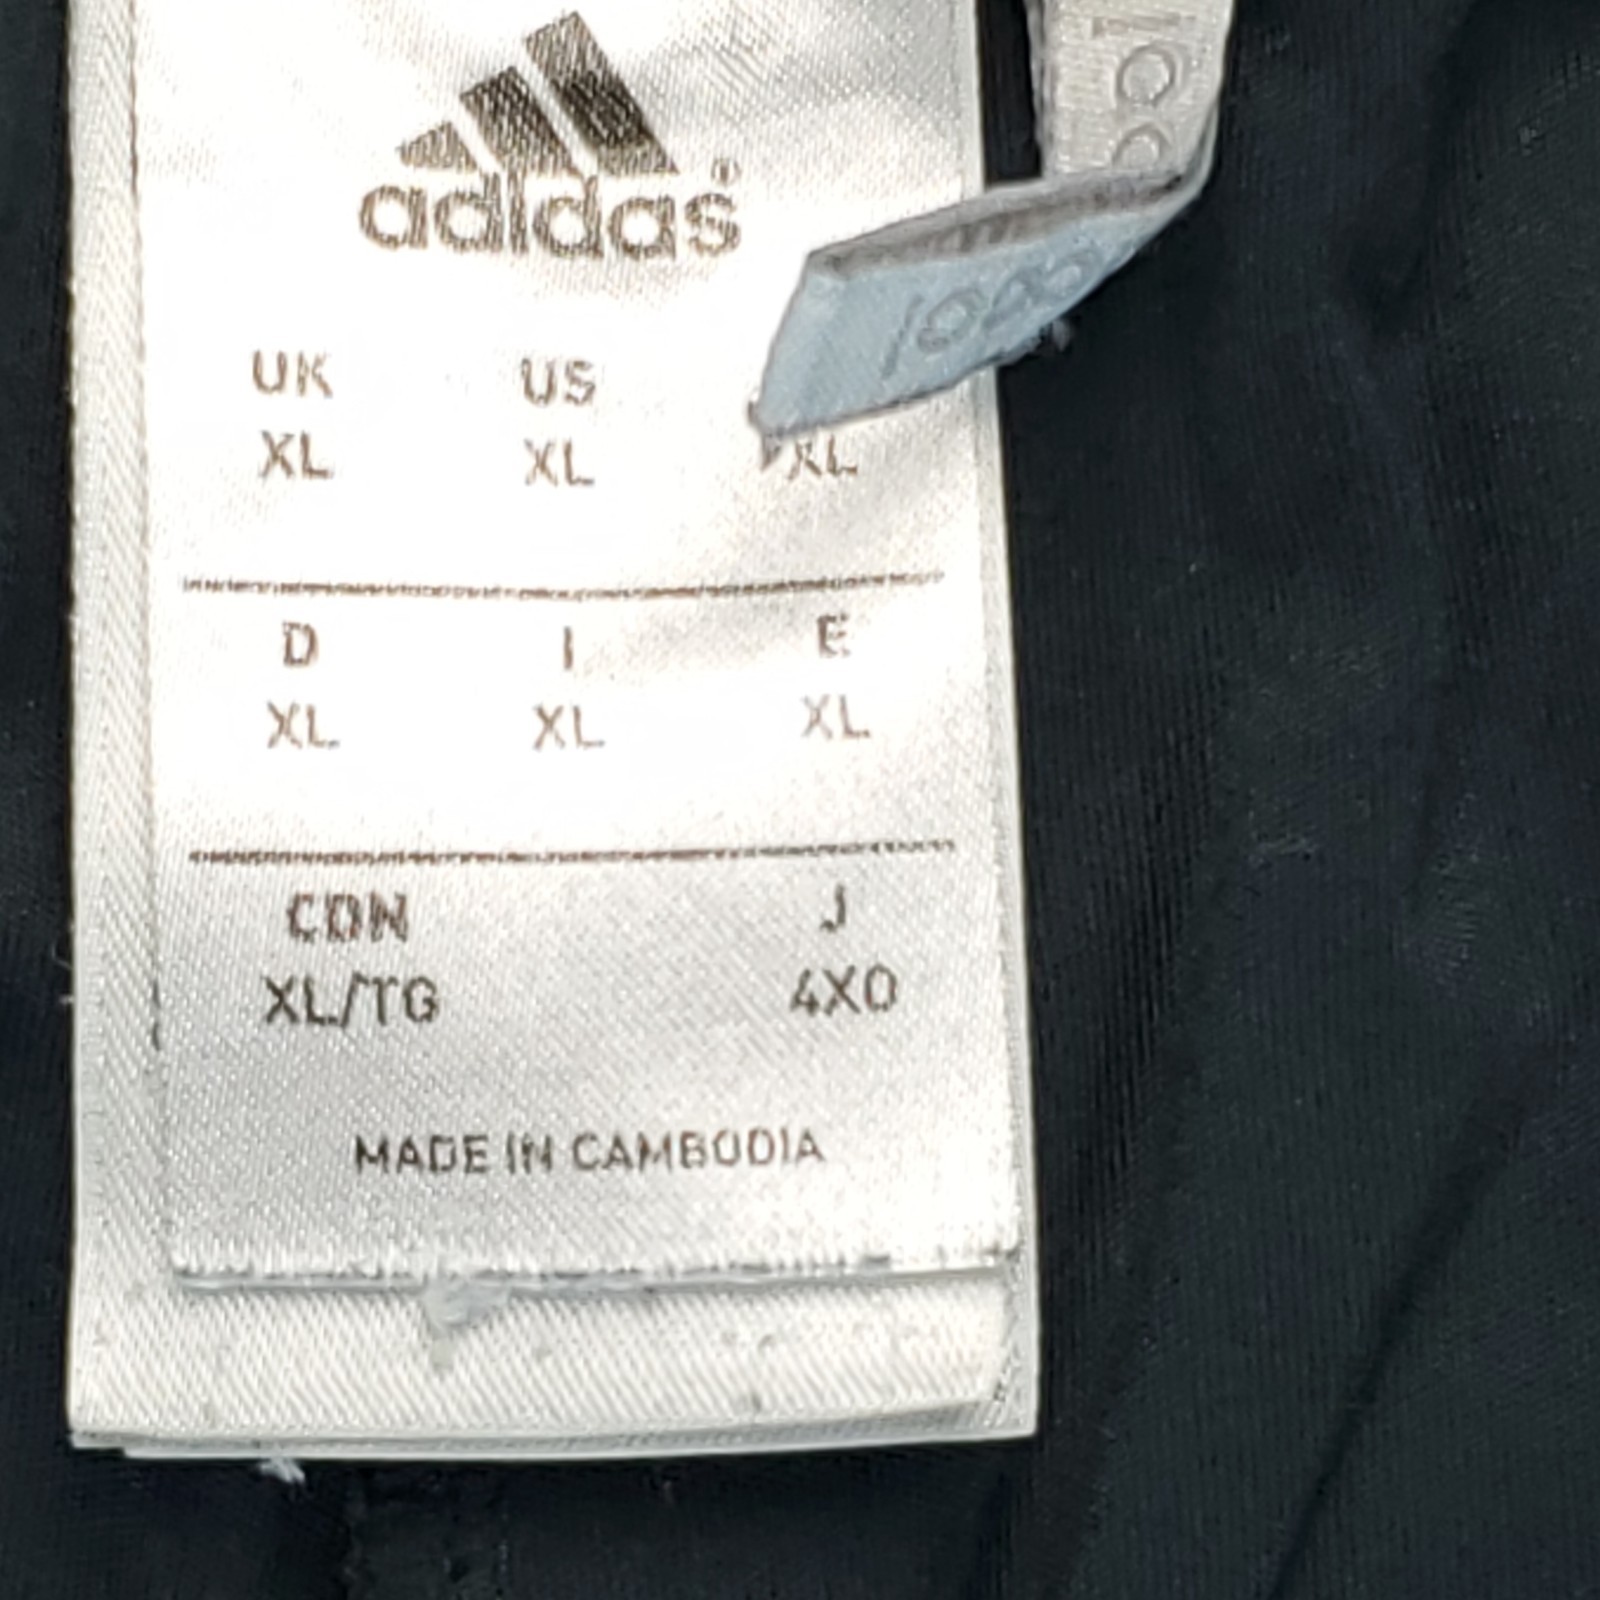 adidas®
UK US
XL XL XL
D I E
XL XL XL
CDN J
XL/TG 4XO
MADE IN CAMBODIA